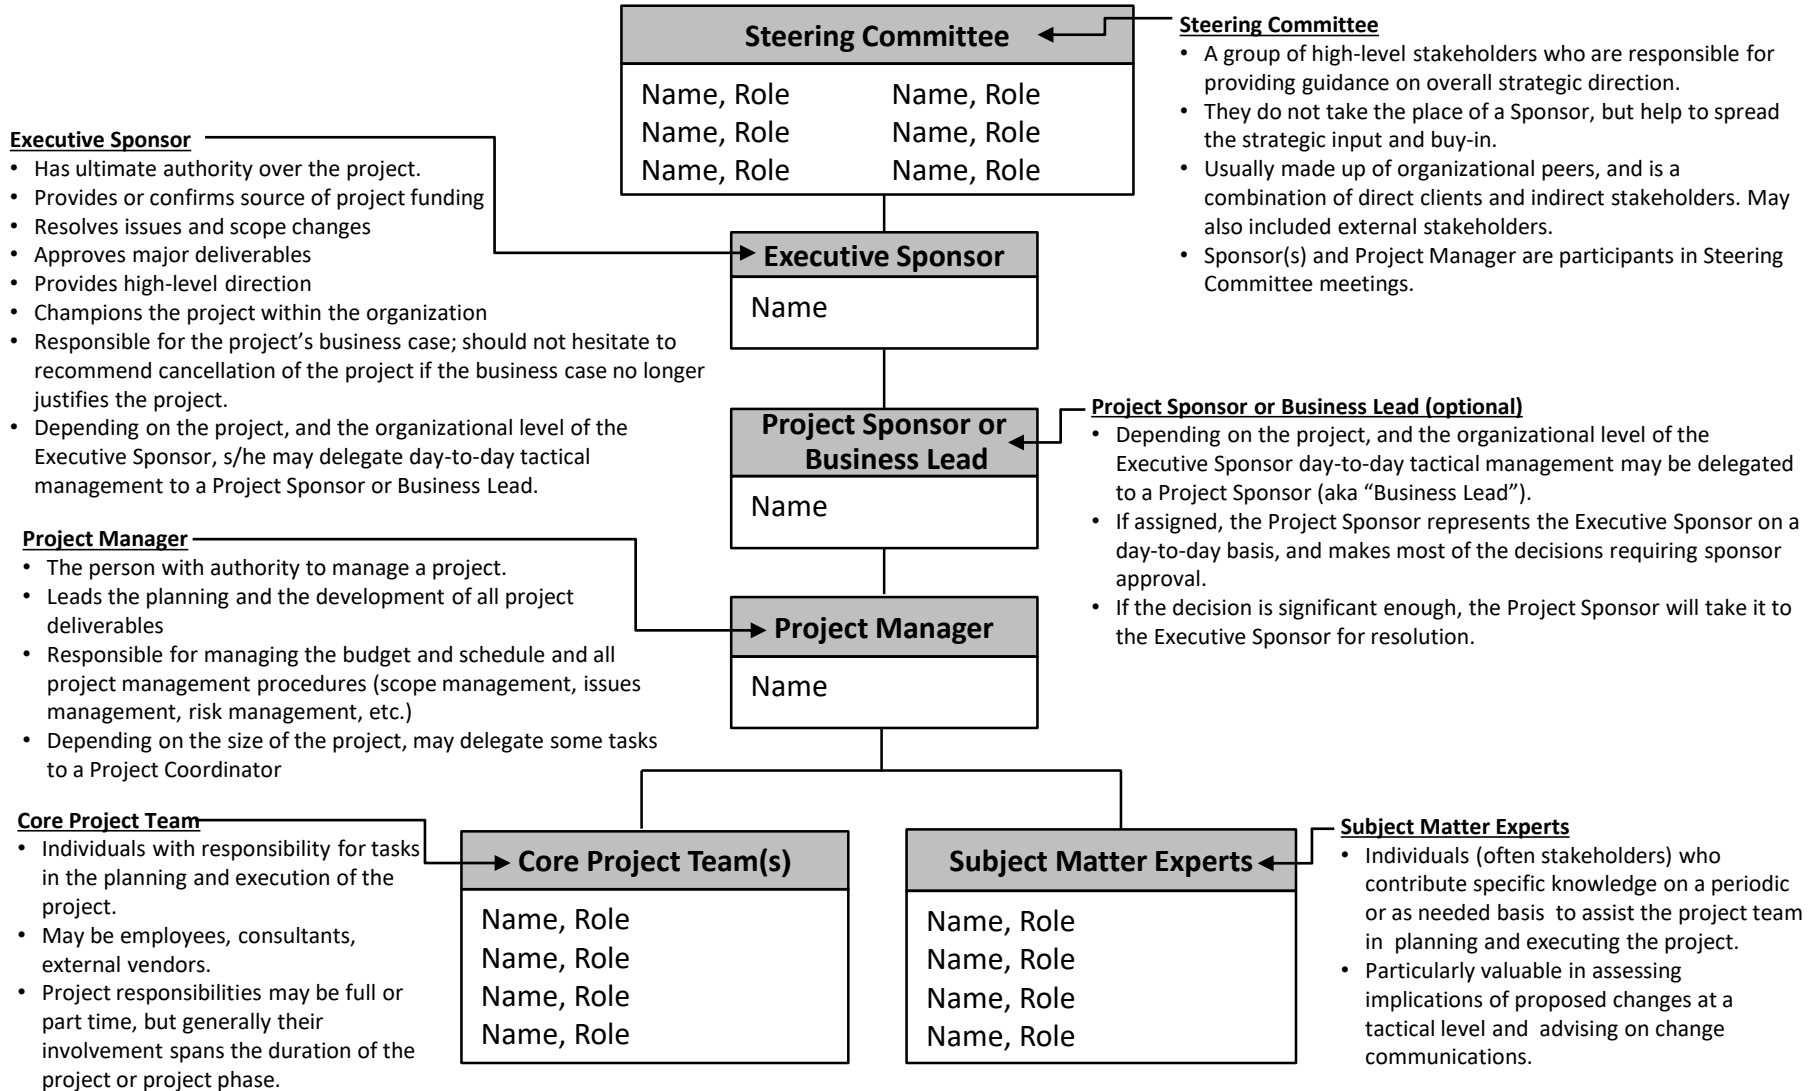 Steering Committee
Name, Role Name, Role
Name, Role Name, Role
Name, Role Name, Role
Steering Committee
• A group of high-level stakeholders who are responsible for
providing guidance on overall strategic direction.
• They do not take the place of a Sponsor, but help to spread
the strategic input and buy-in.
• Usually made up of organizational peers, and is a
combination of direct clients and indirect stakeholders. May
also included external stakeholders.
• Sponsor(s) and Project Manager are participants in Steering
Committee meetings.
Executive Sponsor
• Has ultimate authority over the project.
• Provides or confirms source of project funding
• Resolves issues and scope changes
• Approves major deliverables
• Provides high-level direction
• Champions the project within the organization
• Responsible for the project’s business case; should not hesitate to
recommend cancellation of the project if the business case no longer
justifies the project.
• Depending on the project, and the organizational level of the
Executive Sponsor, s/he may delegate day-to-day tactical
management to a Project Sponsor or Business Lead.
Executive Sponsor
Name
Project Sponsor or
Business Lead
Name
Project Sponsor or Business Lead (optional)
• Depending on the project, and the organizational level of the
Executive Sponsor day-to-day tactical management may be delegated
to a Project Sponsor (aka “Business Lead”).
• If assigned, the Project Sponsor represents the Executive Sponsor on a
day-to-day basis, and makes most of the decisions requiring sponsor
approval.
• If the decision is significant enough, the Project Sponsor will take it to
the Executive Sponsor for resolution.
Project Manager
• The person with authority to manage a project.
• Leads the planning and the development of all project
deliverables
• Responsible for managing the budget and schedule and all
project management procedures (scope management, issues
management, risk management, etc.)
• Depending on the size of the project, may delegate some tasks
to a Project Coordinator
Project Manager
Name
Core Project Team
• Individuals with responsibility for tasks
in the planning and execution of the
project.
• May be employees, consultants,
external vendors.
• Project responsibilities may be full or
part time, but generally their
involvement spans the duration of the
project or project phase.
Core Project Team(s)
Name, Role
Name, Role
Name, Role
Name, Role
Subject Matter Experts
Name, Role
Name, Role
Name, Role
Name, Role
Subject Matter Experts
• Individuals (often stakeholders) who
contribute specific knowledge on a periodic
or as needed basis to assist the project team
in planning and executing the project.
• Particularly valuable in assessing
implications of proposed changes at a
tactical level and advising on change
communications.